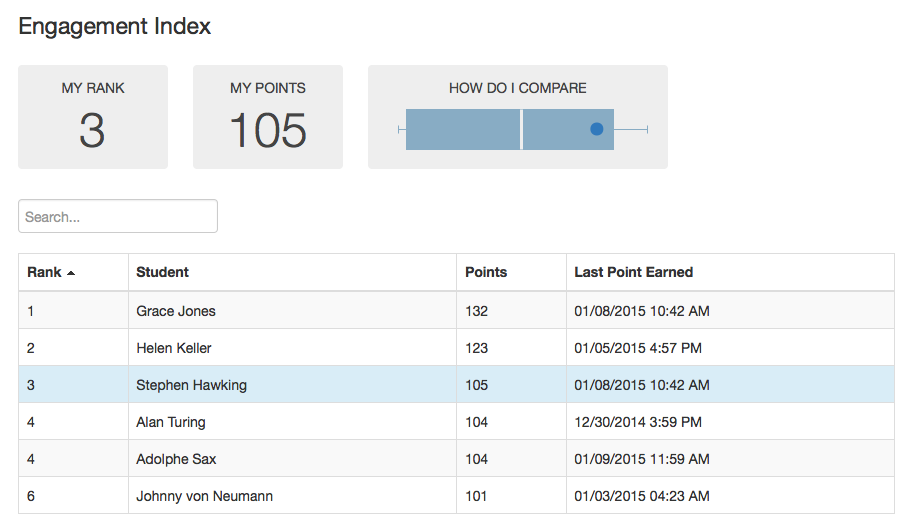 Engagement Index
MY RANK
3
MY POINTS
105
HOW DO I COMPARE
Search...
Rank Student Points Last Point Earned
1 Grace Jones 132 01/08/2015 10:42 AM
2 Helen Keller 123 01/05/2015 4:57 PM
3 Stephen Hawking 105 01/08/2015 10:42 AM
4 Alan Turing 104 12/30/2014 3:59 PM
4 Adolphe Sax 104 01/09/2015 11:59 AM
6 Johnny von Neumann 101 01/03/2015 04:23 AM